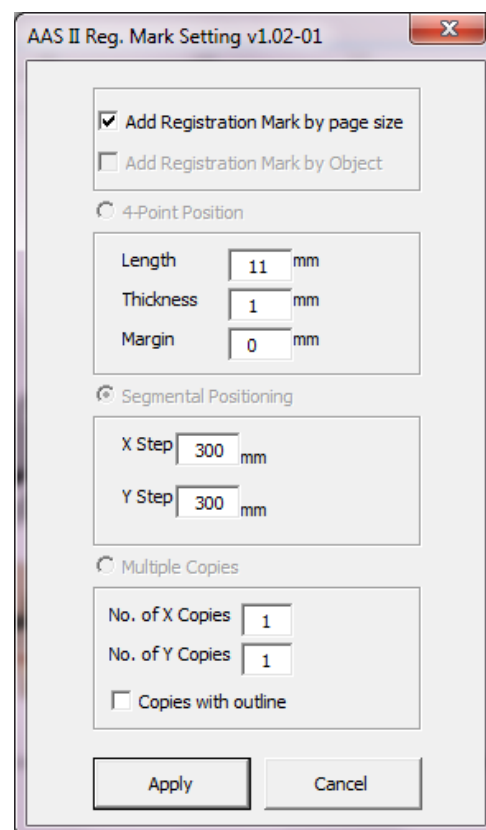 AAS II Reg. Mark Setting v1.02-01
Add Registration Mark by page size
Add Registration Mark by Object
4-Point Position
Length 11 mm
Thickness 1 mm
Margin 0 mm
Segmental Positioning
X Step 300 mm
Y Step 300 mm
Multiple Copies
No. of X Copies 1
No. of Y Copies 1
Copies with outline
Apply Cancel